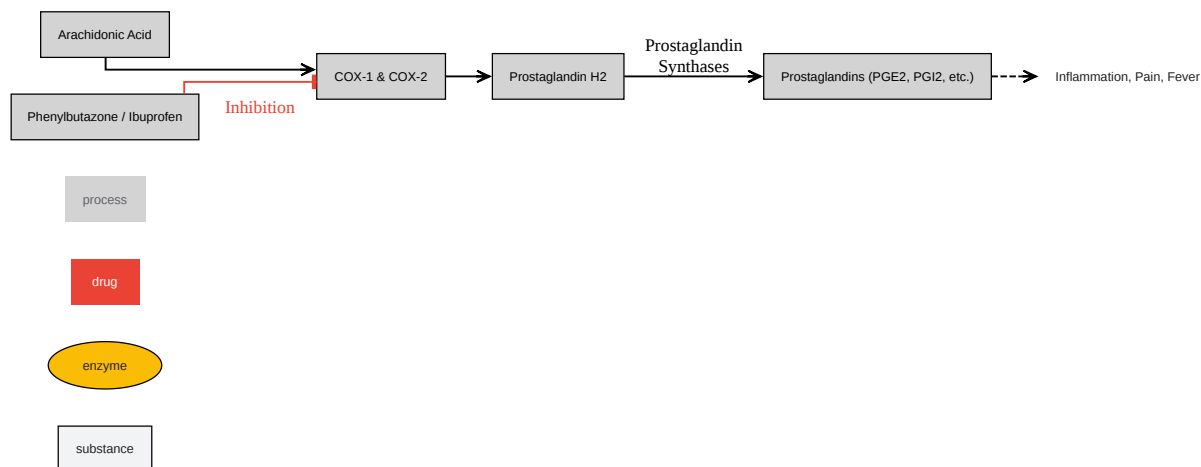 Arachidonic Acid
Phenylbutazone / Ibuprofen
Inhibition
COX-1 & COX-2
Prostaglandin H2
Prostaglandin
Synthases
Prostaglandins (PGE2, PGI2, etc.)
Inflammation, Pain, Fever
process
drug
enzyme
substance